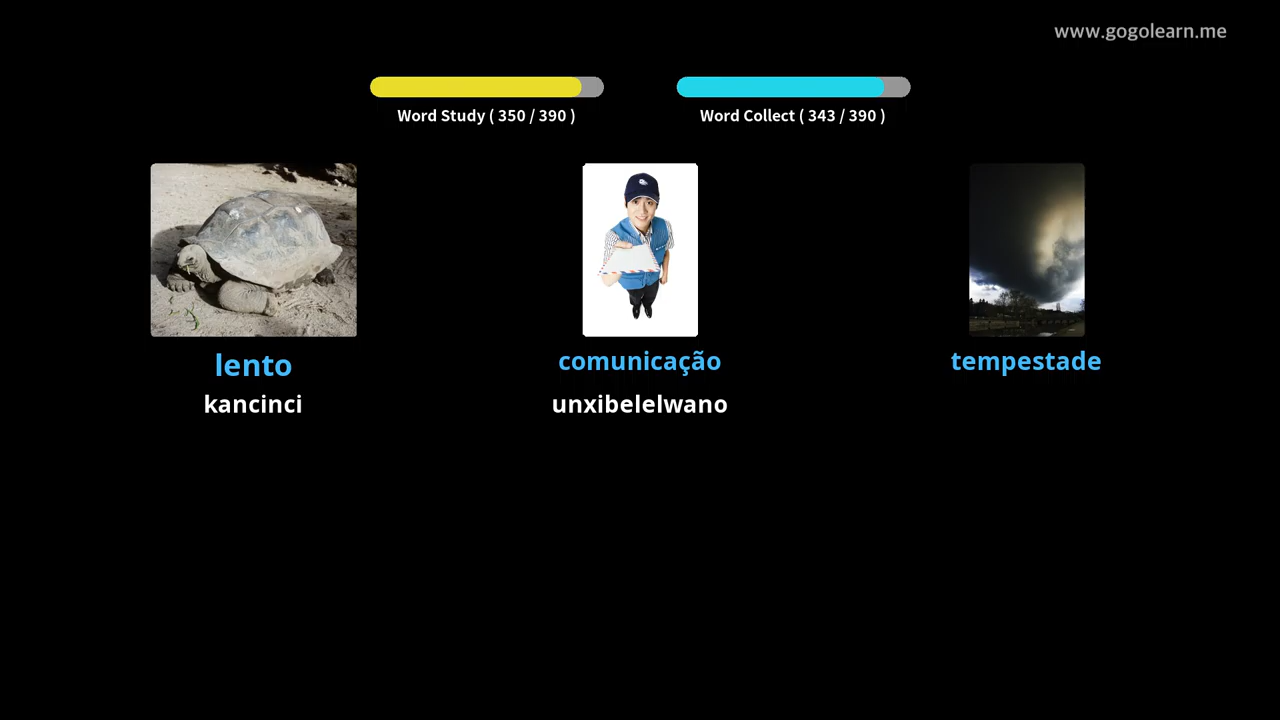 www.gogolearn.me
Word Study ( 350 / 390 )
Word Collect ( 343 / 390 )
lento
comunicação
tempestade
kancinci
unxibelelwano